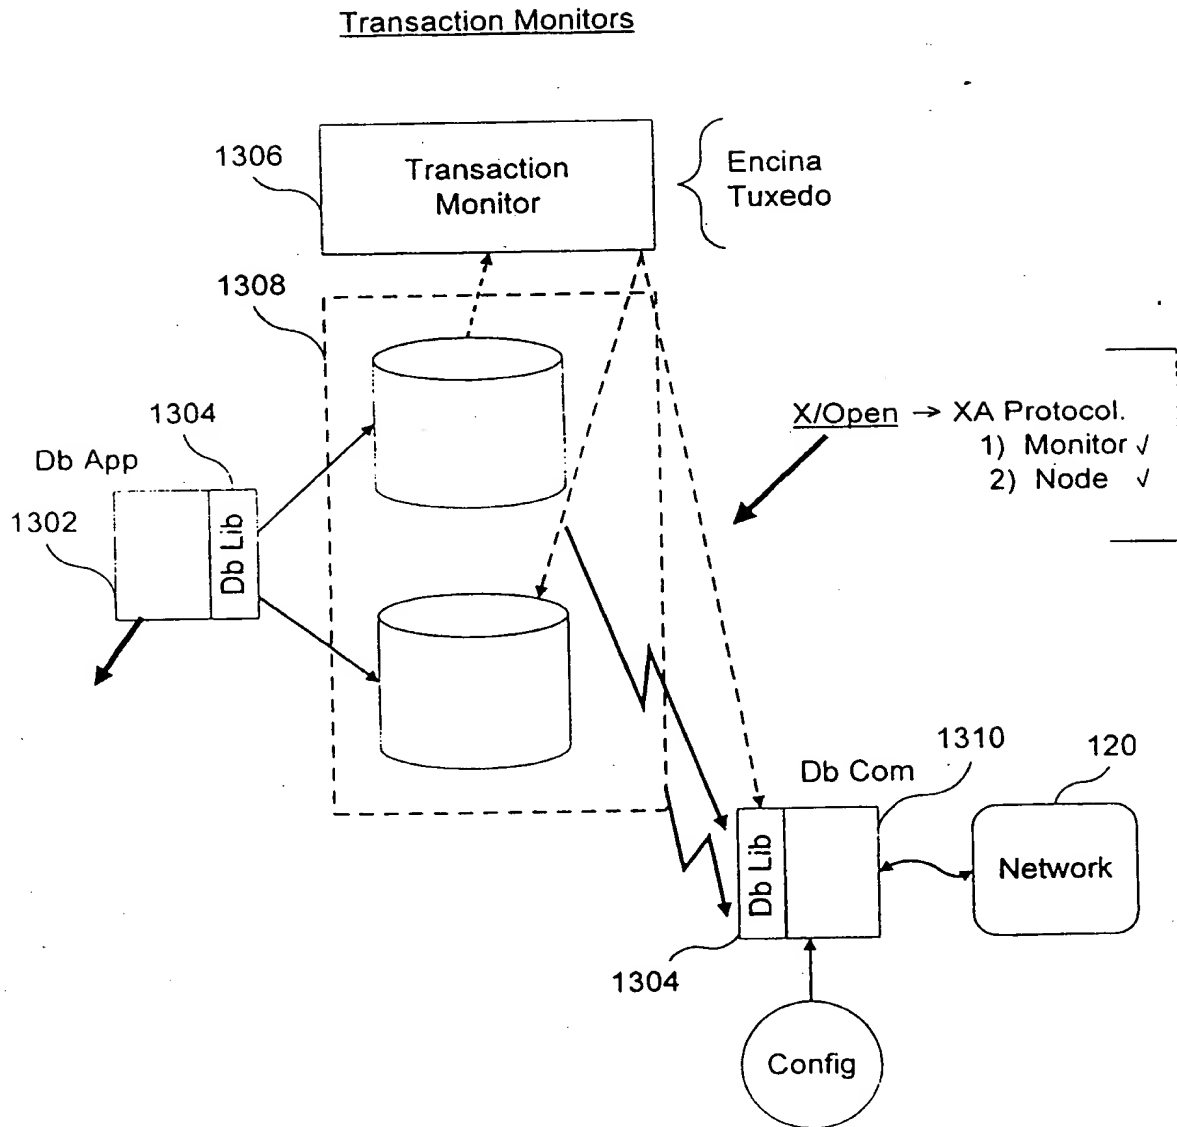 Transaction Monitors
1306
Transaction
Monitor
Encina
Tuxedo
1308
1304
Db App
1302
Db Lib
X/Open → XA Protocol.
1) Monitor √
2) Node √
Db Com
1310
120
Db Lib
Network
1304
Config